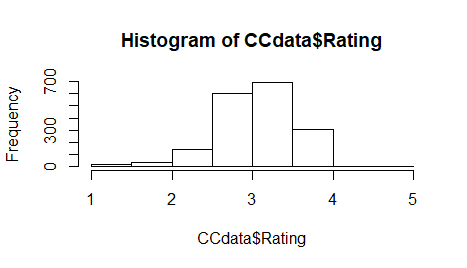 Histogram of CCdata$Rating
Frequency
700
300
0
1 2 3 4 5
CCdata$Rating